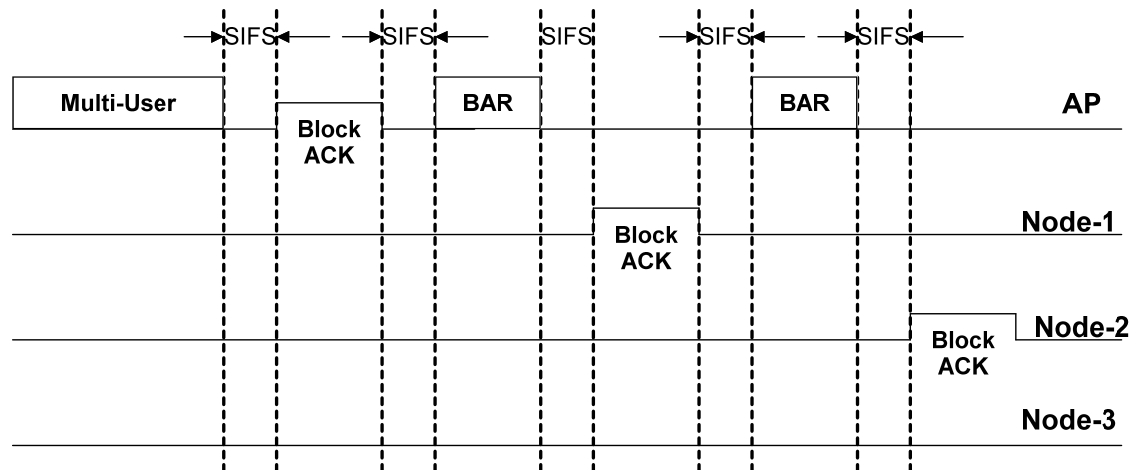 SIFS SIFS SIFS SIFS SIFS
Multi-User BAR BAR AP
Block
ACK
Node-1
Block
ACK
Node-2
Block
ACK
Node-3